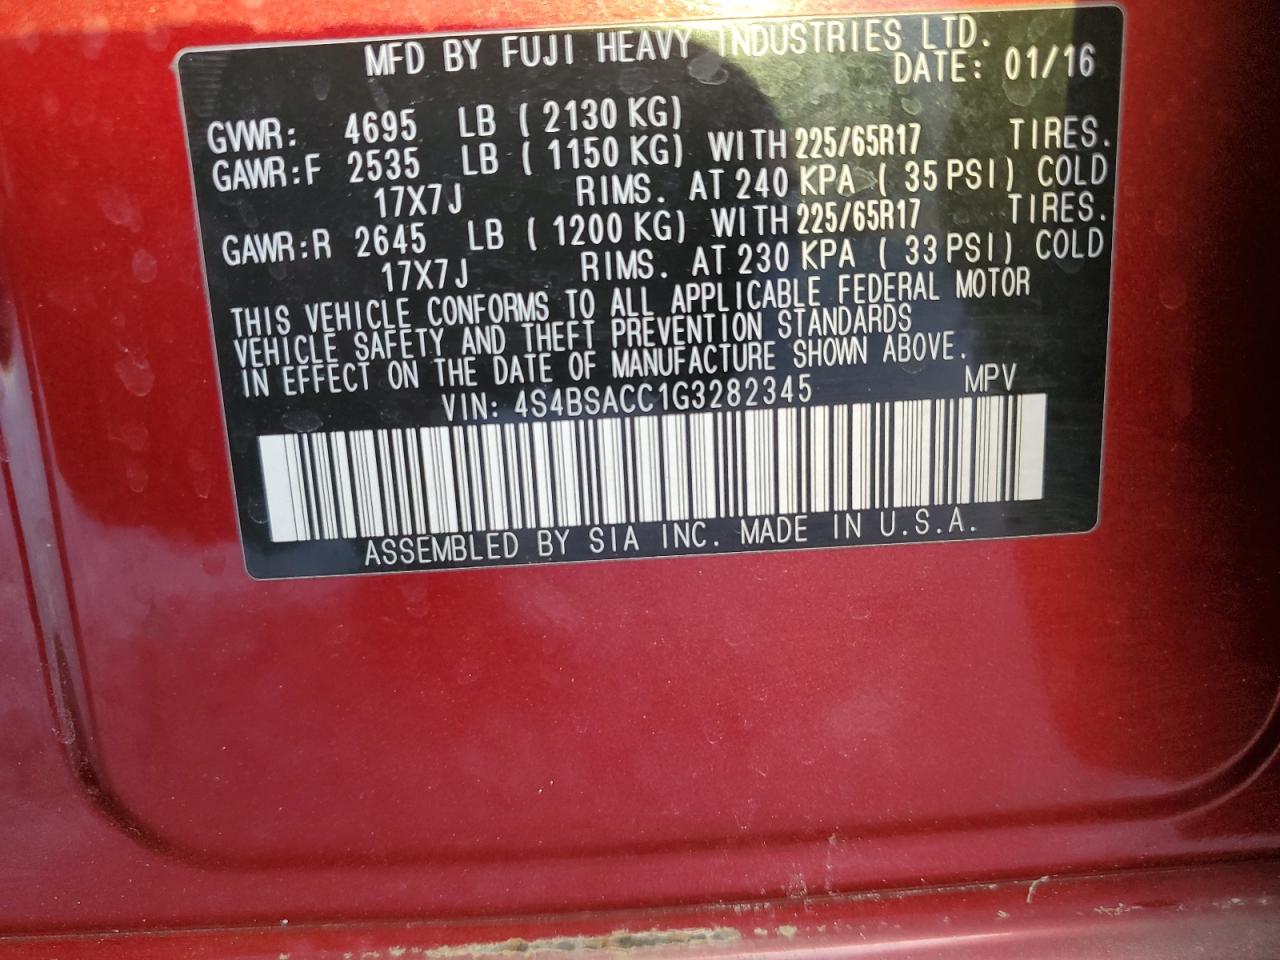 MFD BY FUJI HEAVY INDUSTRIES LTD.
DATE: 01/16
GVWR: 4695 LB ( 2130 KG)
GAWR:F 2535 LB ( 1150 KG) WITH 225/65R17 TIRES.
17X7J RIMS. AT 240 KPA ( 35 PSI) COLD
GAWR:R 2645 LB ( 1200 KG) WITH 225/65R17 TIRES.
17X7J RIMS. AT 230 KPA ( 33 PSI) COLD
THIS VEHICLE CONFORMS TO ALL APPLICABLE FEDERAL MOTOR
VEHICLE SAFETY AND THEFT PREVENTION STANDARDS
IN EFFECT ON THE DATE OF MANUFACTURE SHOWN ABOVE.
VIN: 4S4BSACC1G3282345 MPV
ASSEMBLED BY SIA INC. MADE IN U.S.A.